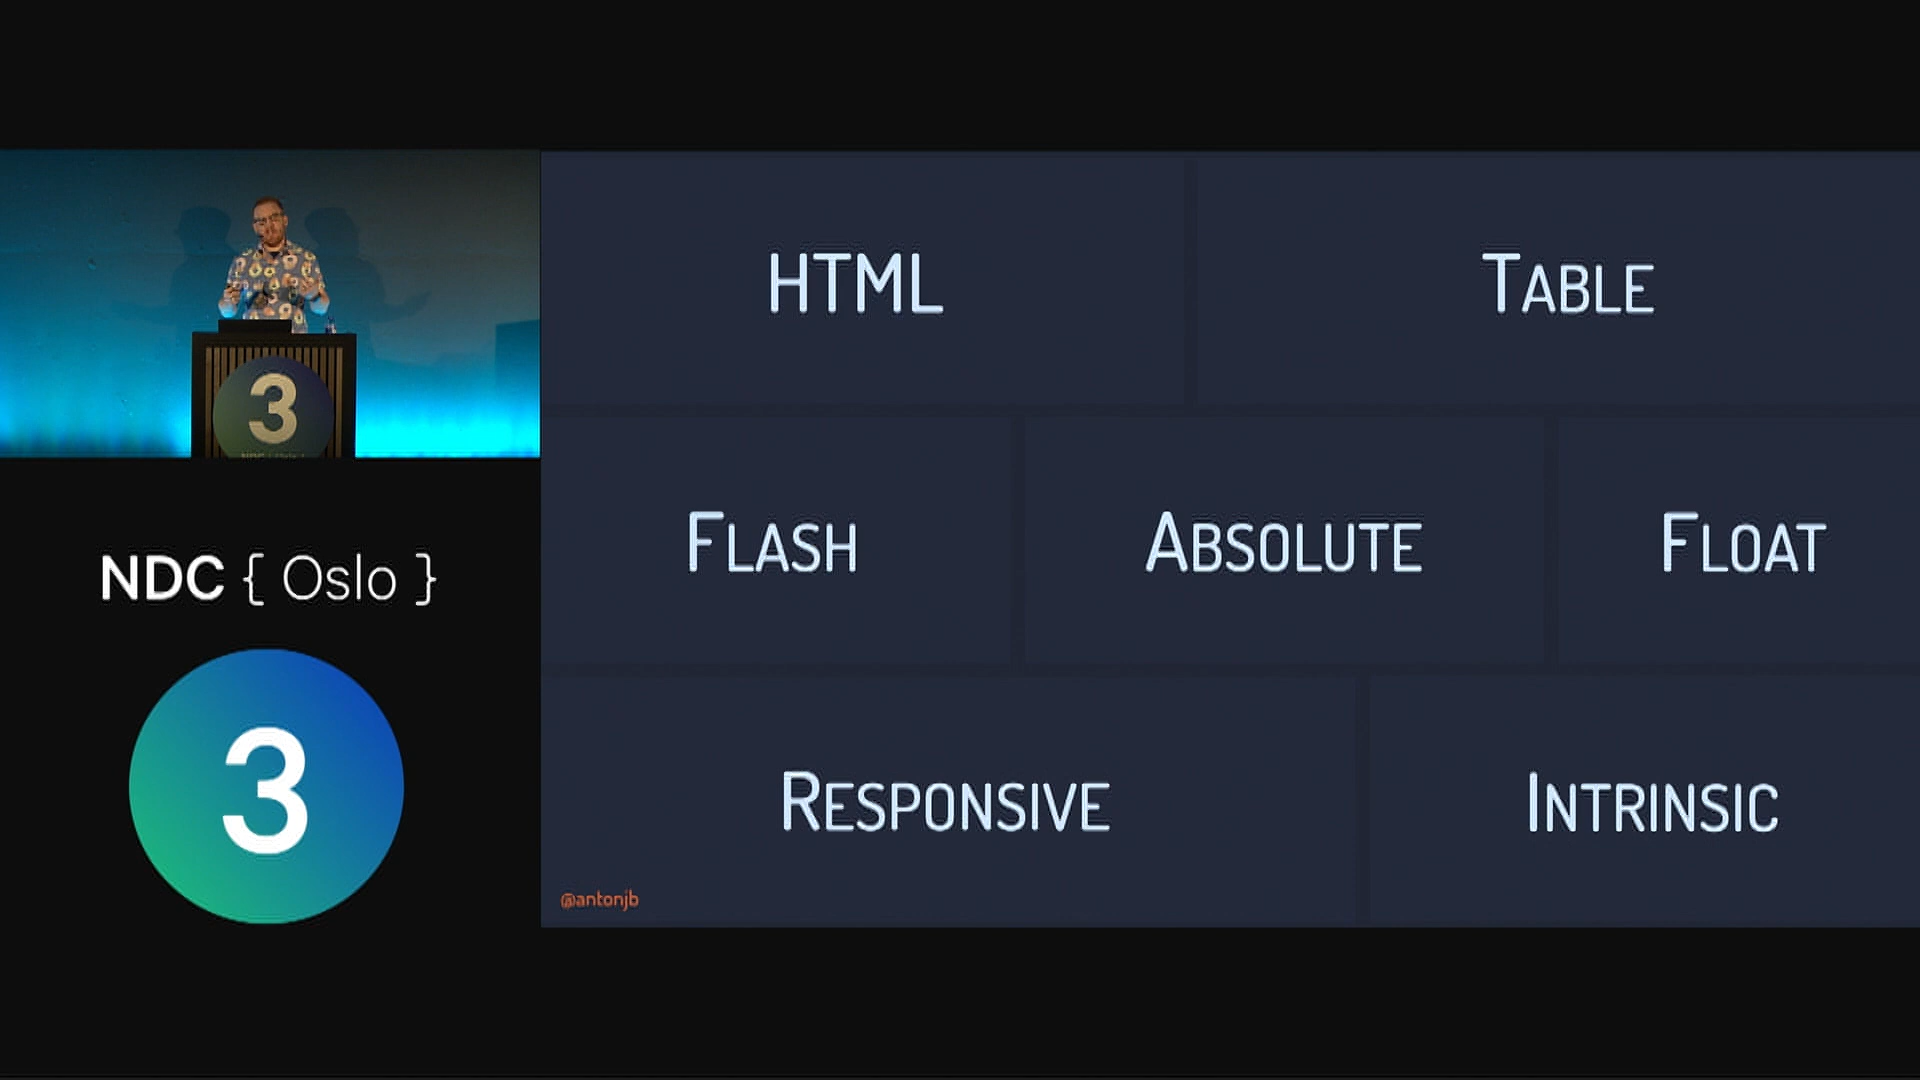 3
NDC { Oslo }
3
HTML
TABLE
FLASH
ABSOLUTE
FLOAT
RESPONSIVE
INTRINSIC
@antonjb